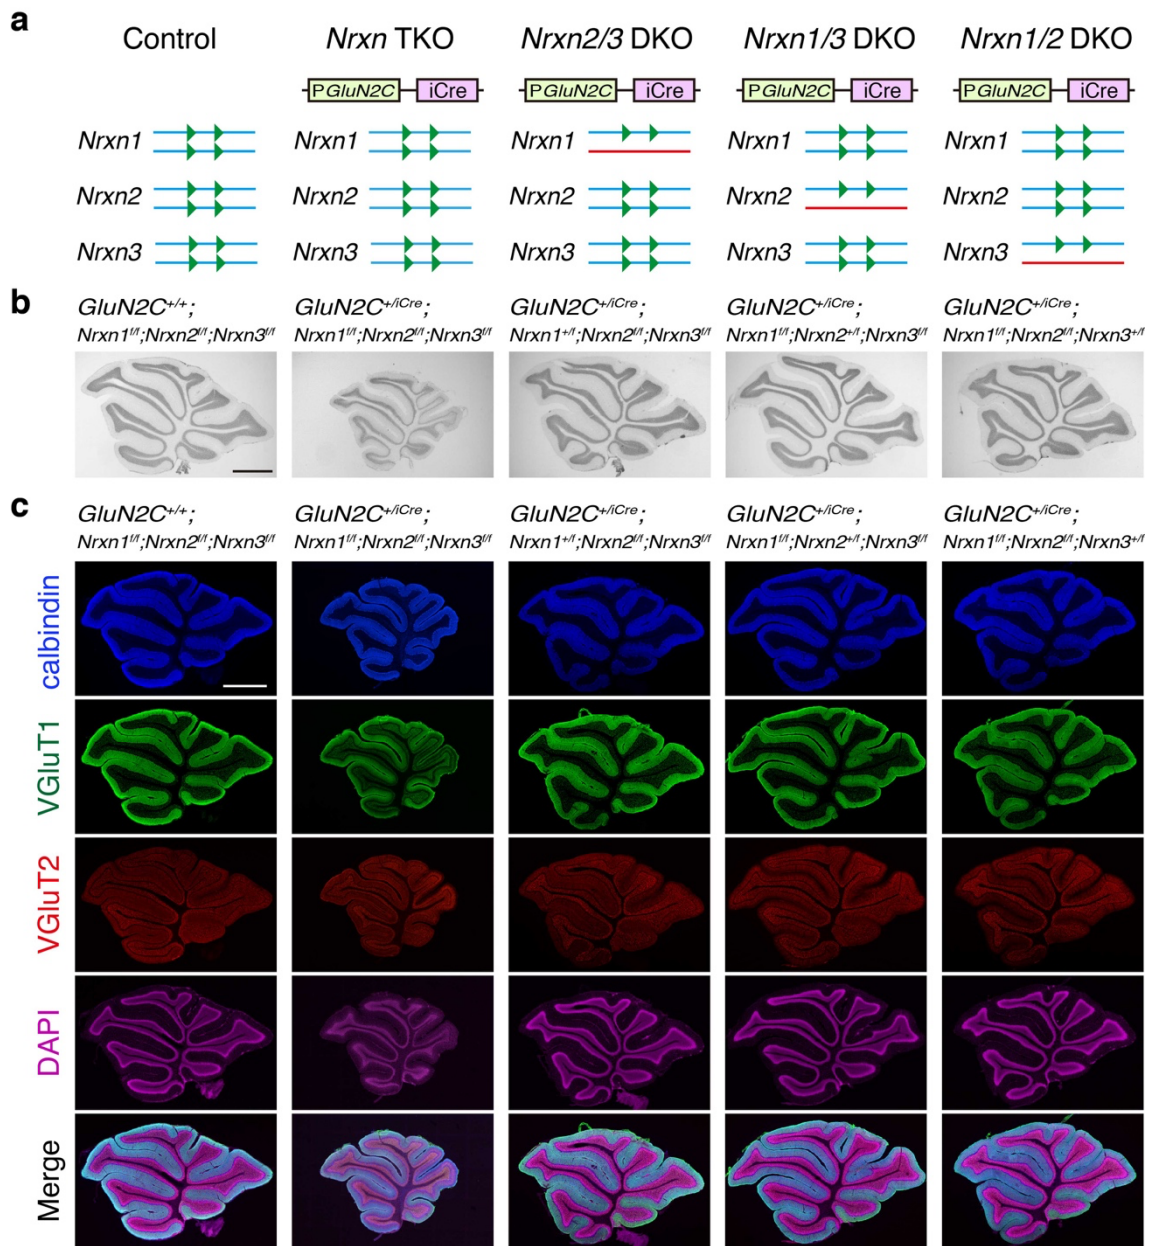 a
Control Nrxn TKO Nrxn2/3 DKO Nrxn1/3 DKO Nrxn1/2 DKO
PGluN2C iCre PGluN2C iCre PGluN2C iCre PGluN2C iCre
Nrxn1 Nrxn1 Nrxn1 Nrxn1 Nrxn1
Nrxn2 Nrxn2 Nrxn2 Nrxn2 Nrxn2
Nrxn3 Nrxn3 Nrxn3 Nrxn3 Nrxn3
b
GluN2C+/+; GluN2C+/iCre; GluN2C+/iCre; GluN2C+/iCre; GluN2C+/iCre;
Nrxn1f/f;Nrxn2f/f;Nrxn3f/f Nrxn1f/f;Nrxn2f/f;Nrxn3f/f Nrxn1+/f;Nrxn2f/f;Nrxn3f/f Nrxn1f/f;Nrxn2+/f;Nrxn3f/f Nrxn1f/f;Nrxn2f/f;Nrxn3+/f
c
GluN2C+/+; GluN2C+/iCre; GluN2C+/iCre; GluN2C+/iCre; GluN2C+/iCre;
Nrxn1f/f;Nrxn2f/f;Nrxn3f/f Nrxn1f/f;Nrxn2f/f;Nrxn3f/f Nrxn1+/f;Nrxn2f/f;Nrxn3f/f Nrxn1f/f;Nrxn2+/f;Nrxn3f/f Nrxn1f/f;Nrxn2f/f;Nrxn3+/f
calbindin
VGluT1
VGluT2
DAPI
Merge